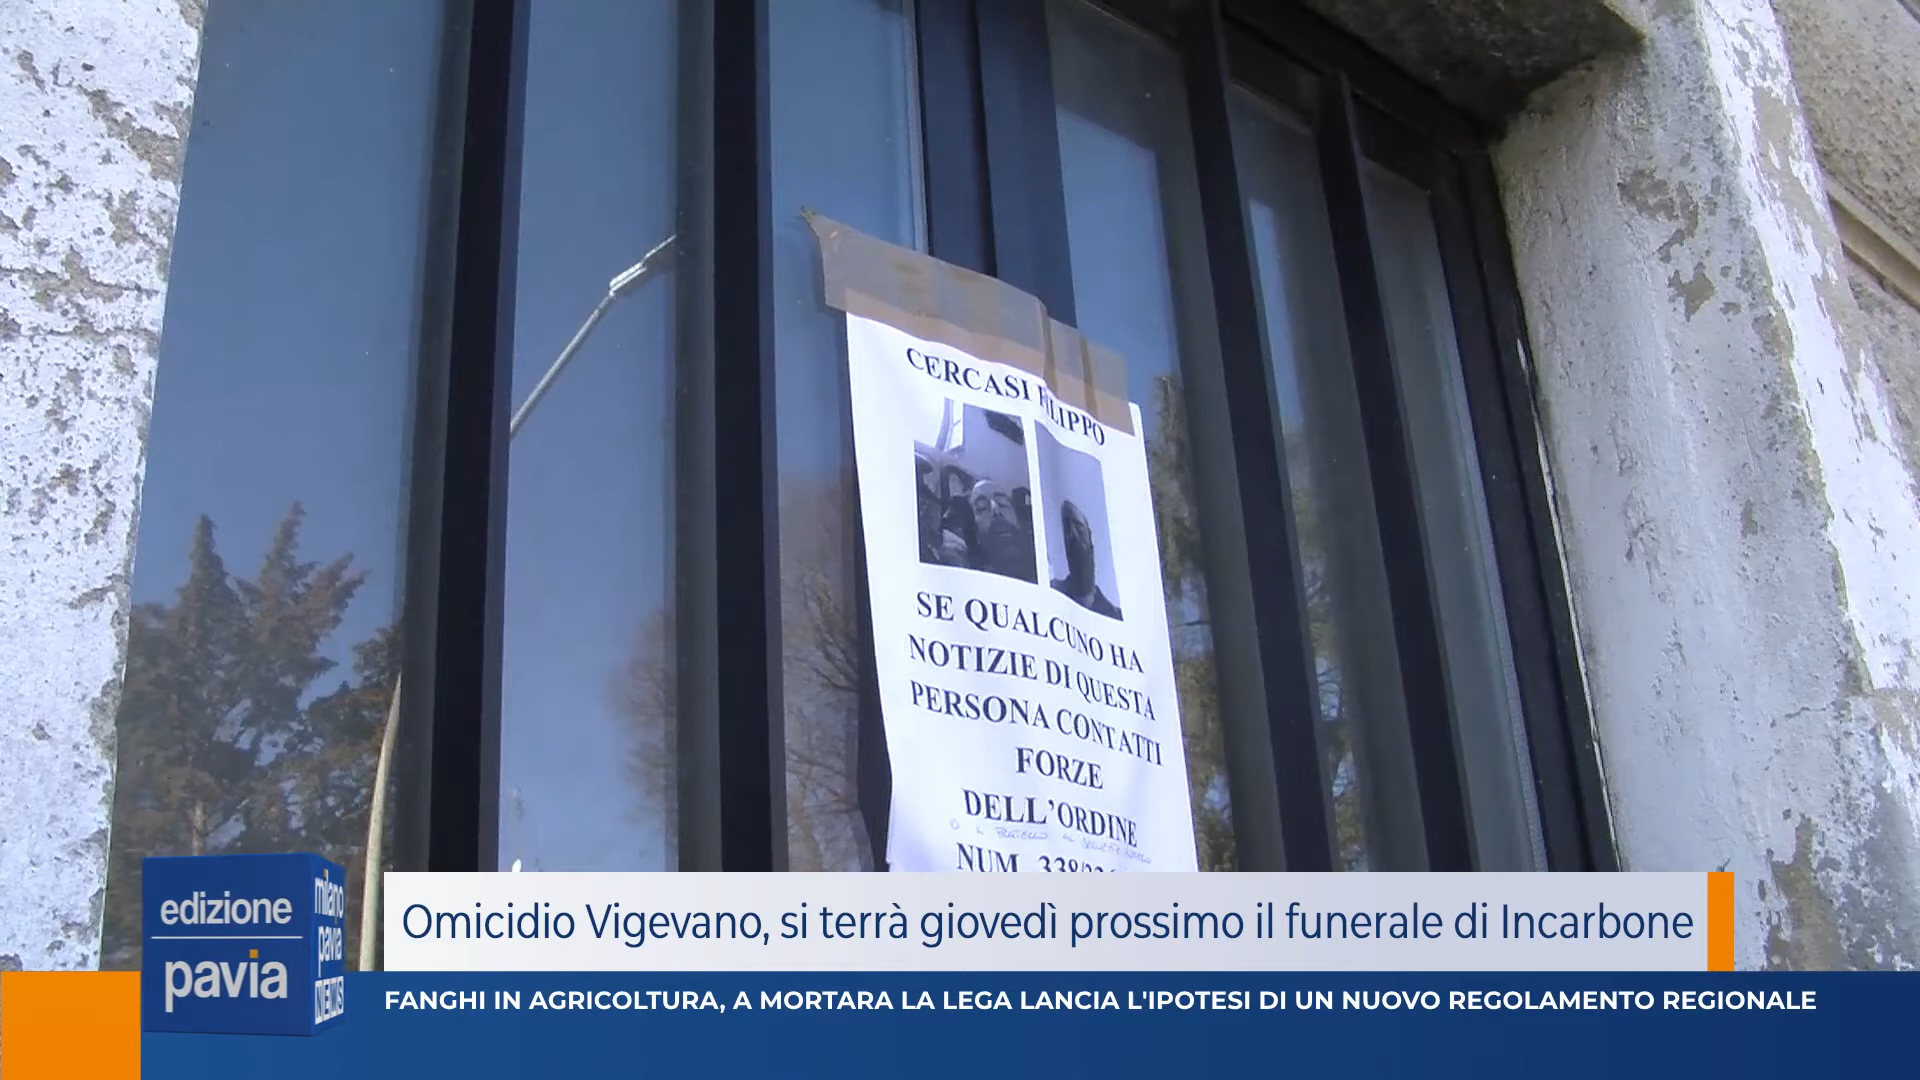 CERCASI FILIPPO
SE QUALCUNO HA
NOTIZIE DI QUESTA
PERSONA CONTATTI
FORZE
DELL'ORDINE
NUM. 338
edizione
pavia
milano
pavia
NEWS
Omicidio Vigevano, si terrà giovedì prossimo il funerale di Incarbone
FANGHI IN AGRICOLTURA, A MORTARA LA LEGA LANCIA L'IPOTESI DI UN NUOVO REGOLAMENTO REGIONALE